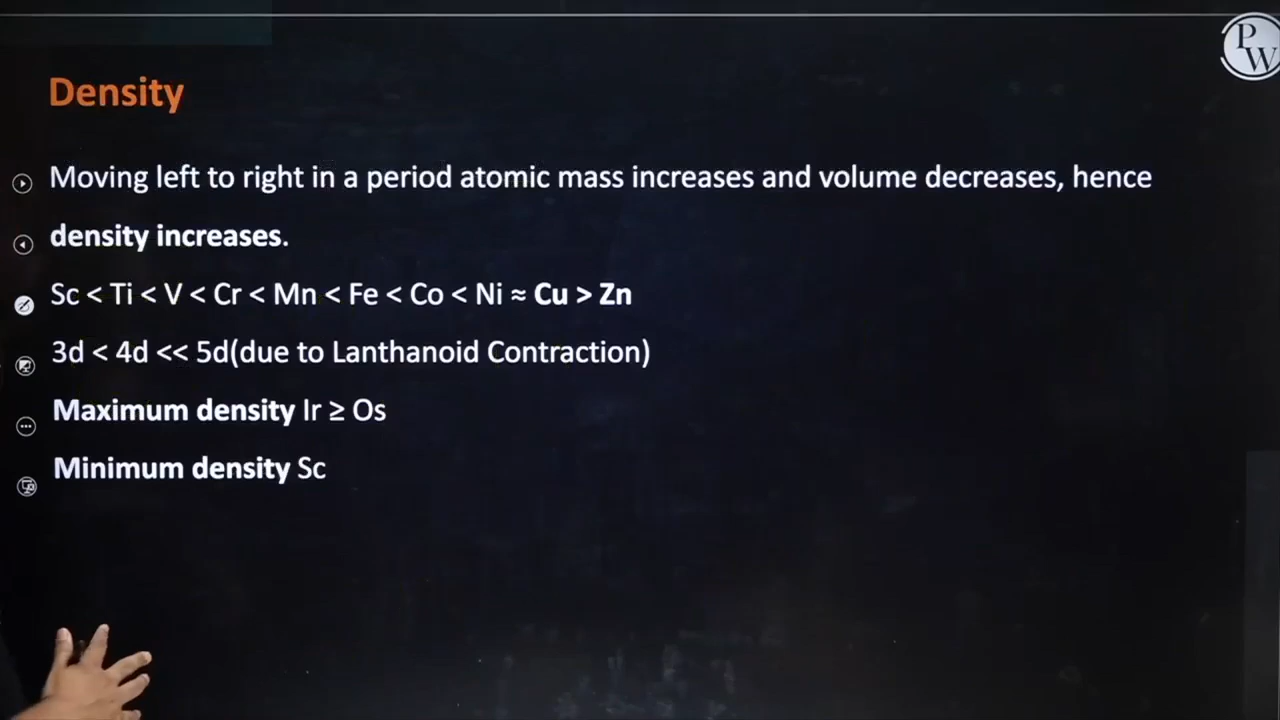 P
W
Density
Moving left to right in a period atomic mass increases and volume decreases, hence
density increases.
Sc < Ti < V < Cr < Mn < Fe < Co < Ni ≈ Cu > Zn
3d < 4d << 5d(due to Lanthanoid Contraction)
Maximum density Ir ≥ Os
Minimum density Sc